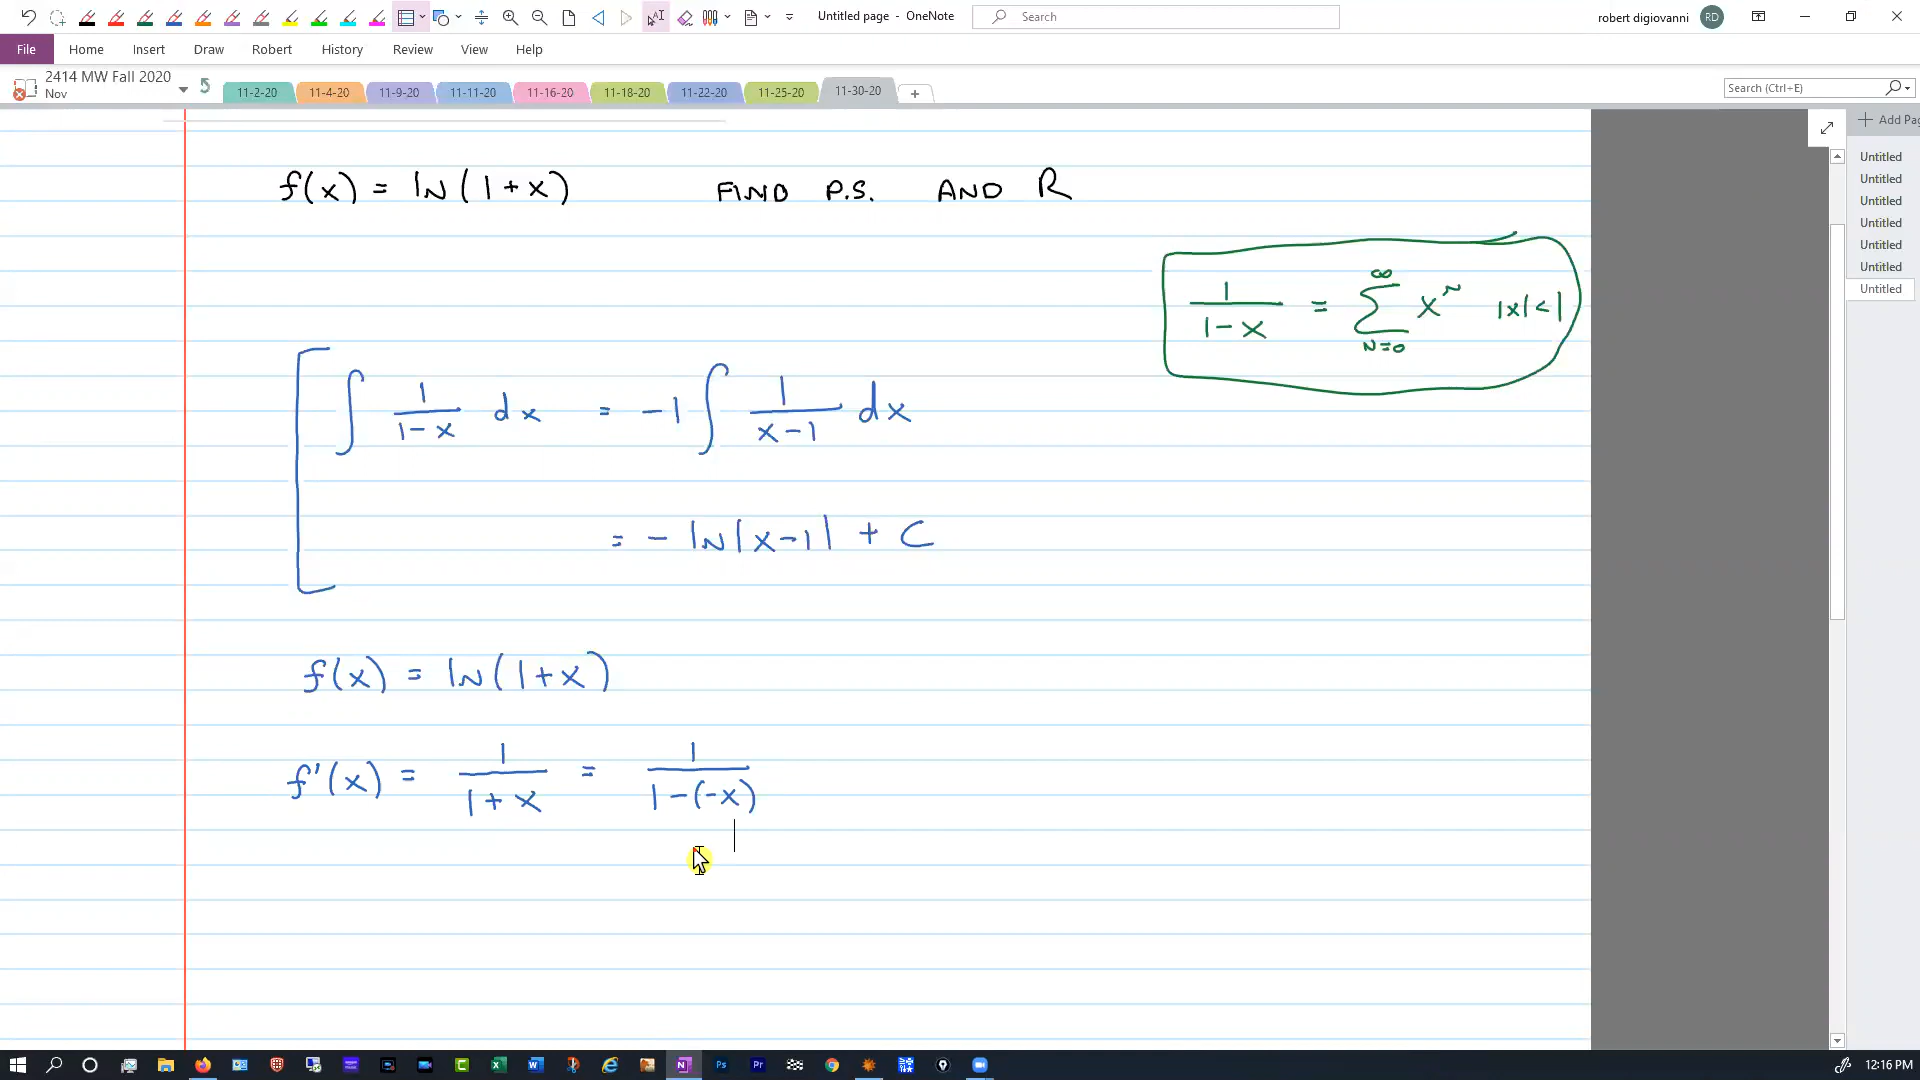 Untitled page - OneNote
Search
robert digiovanni
RD
File Home Insert Draw Robert History Review View Help
2414 MW Fall 2020
Nov
11-2-20 11-4-20 11-9-20 11-11-20 11-16-20 11-18-20 11-22-20 11-25-20 11-30-20
Search (Ctrl+E)
Add Pag
Untitled
Untitled
Untitled
Untitled
Untitled
Untitled
Untitled
f(x) = ln(1+x) FIND P.S. AND R
1/(1-x) = ∑_{n=0}^{∞} x^n |x|<1
∫ 1/(1-x) dx = -1 ∫ 1/(x-1) dx
= - ln|x-1| + C
f(x) = ln(1+x)
f'(x) = 1/(1+x) = 1/(1-(-x))
12:16 PM